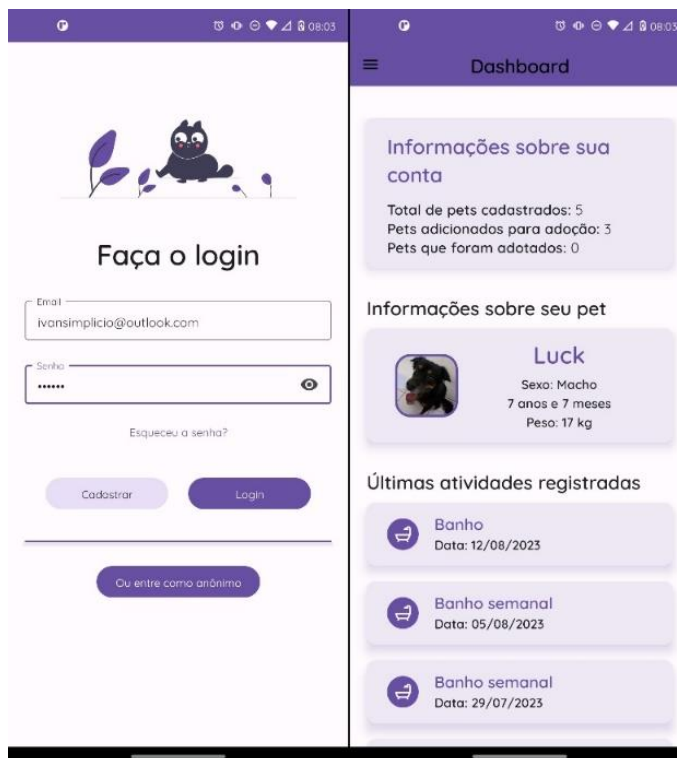 08:03
Faça o login
Email
ivansimplicio@outlook.com
Senha
••••••
Esqueceu a senha?
Cadastrar
Login
Ou entre como anônimo
08:03
Dashboard
Informações sobre sua
conta
Total de pets cadastrados: 5
Pets adicionados para adoção: 3
Pets que foram adotados: 0
Informações sobre seu pet
Luck
Sexo: Macho
7 anos e 7 meses
Peso: 17 kg
Últimas atividades registradas
Banho
Data: 12/08/2023
Banho semanal
Data: 05/08/2023
Banho semanal
Data: 29/07/2023